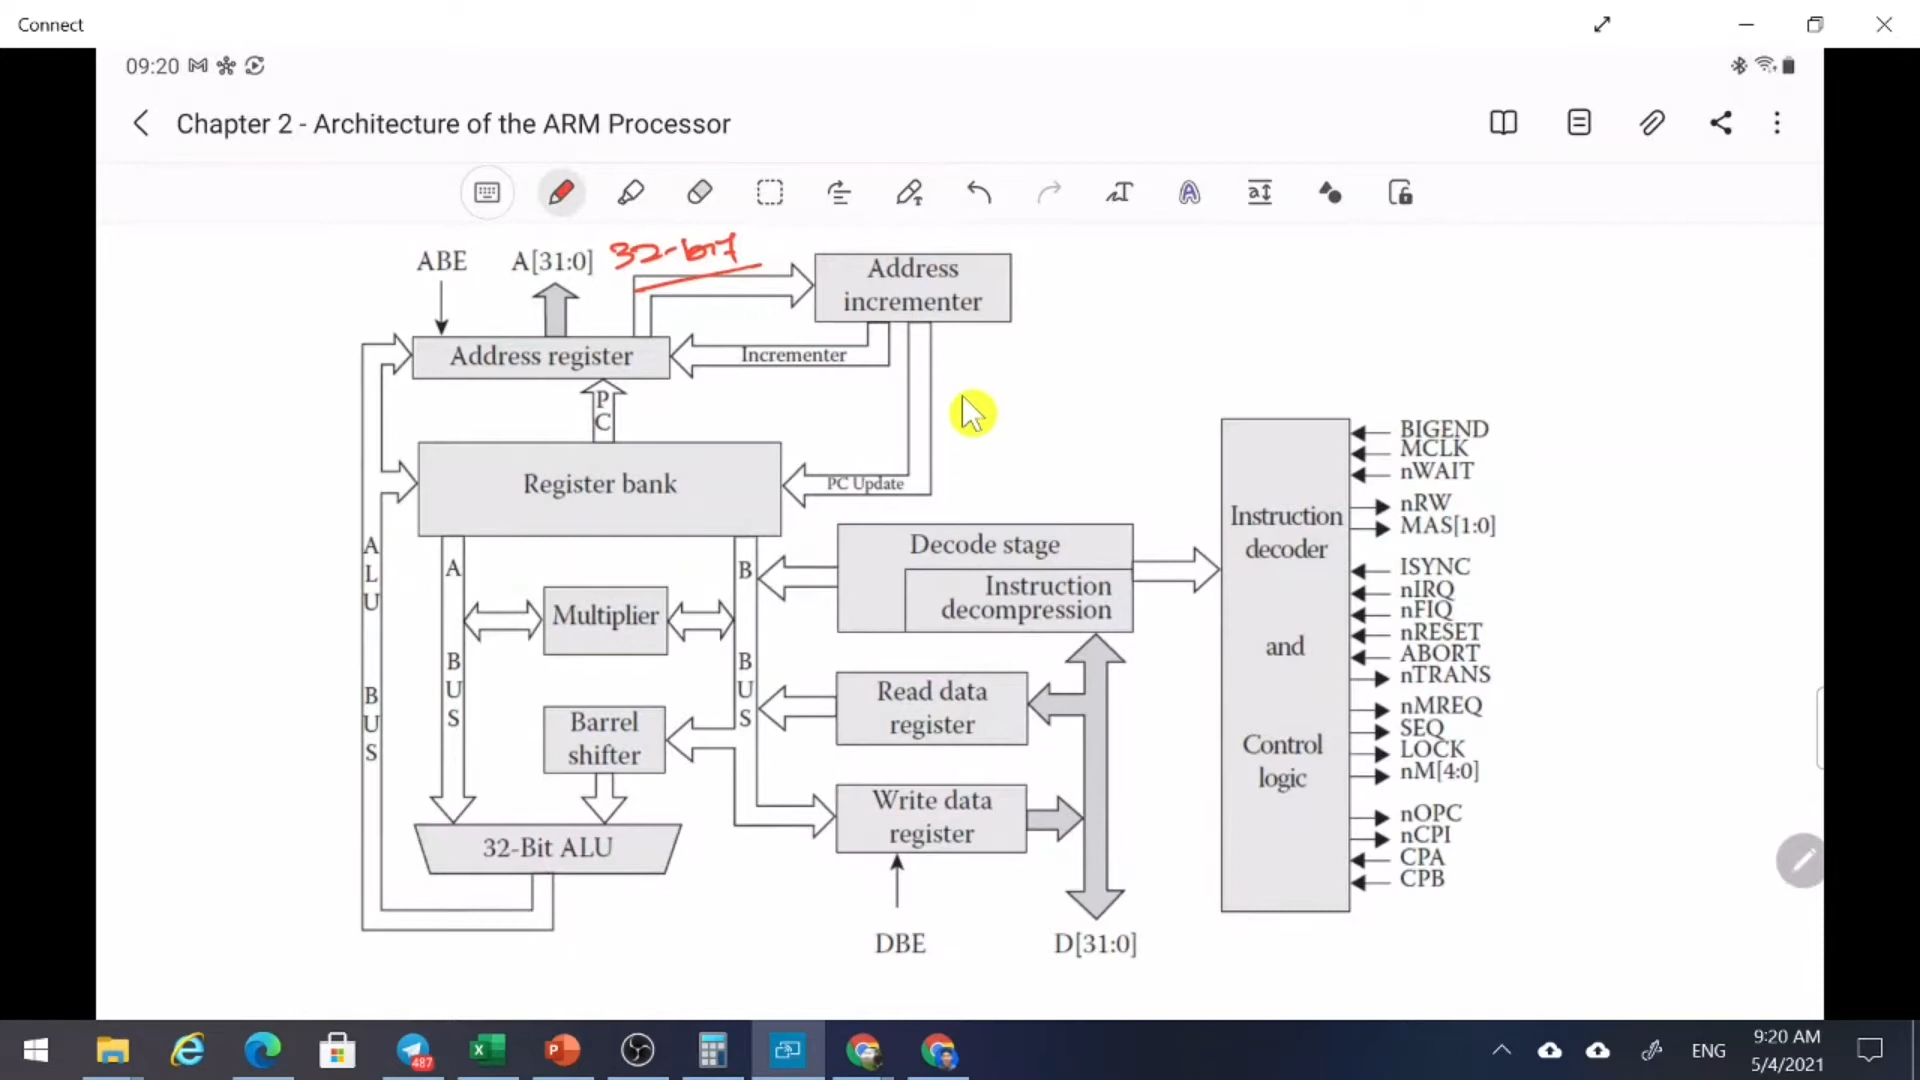 Connect
09:20
Chapter 2 - Architecture of the ARM Processor
ABE
A[31:0]
32-bit
Address
incrementer
Address register
Incrementer
P
C
Register bank
PC Update
A
L
U
B
U
S
A
B
U
S
B
B
U
S
Multiplier
Barrel
shifter
32-Bit ALU
Decode stage
Instruction
decompression
Read data
register
Write data
register
DBE
D[31:0]
Instruction
decoder
and
Control
logic
BIGEND
MCLK
nWAIT
nRW
MAS[1:0]
ISYNC
nIRQ
nFIQ
nRESET
ABORT
nTRANS
nMREQ
SEQ
LOCK
nM[4:0]
nOPC
nCPI
CPA
CPB
487
ENG
9:20 AM
5/4/2021